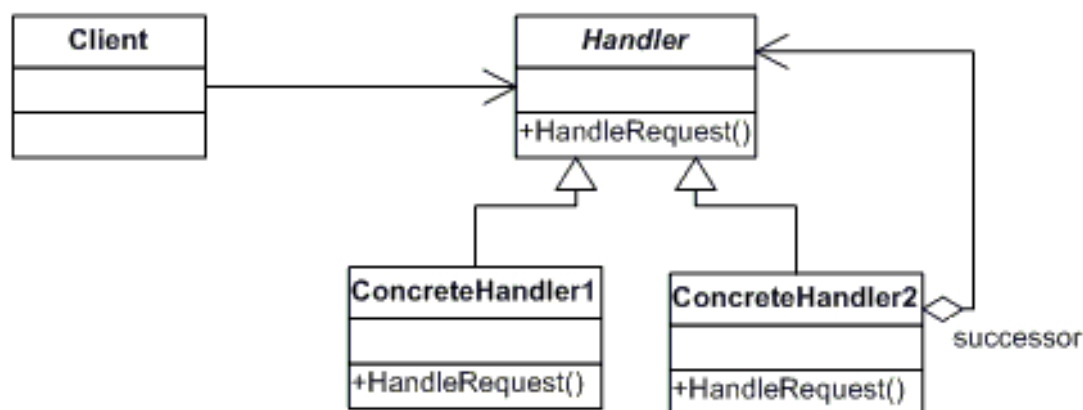 Client
Handler
+HandleRequest()
ConcreteHandler1
+HandleRequest()
ConcreteHandler2
+HandleRequest()
successor